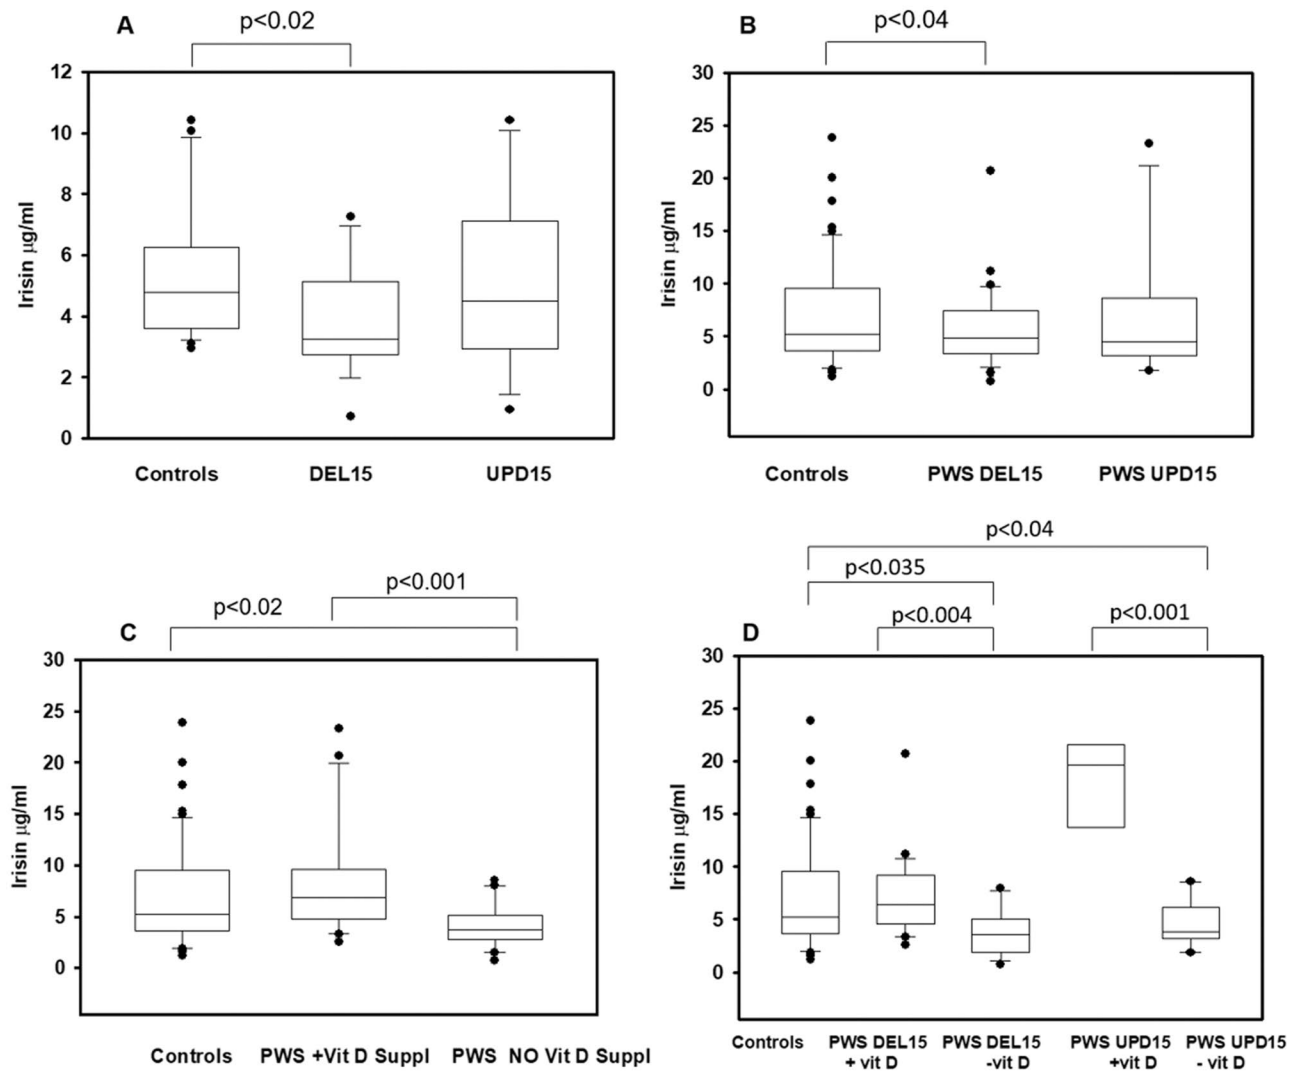 A
p<0.02
12
10
8
6
4
2
0
Irisin µg/ml
Controls DEL15 UPD15
B
p<0.04
30
25
20
15
10
5
0
Irisin µg/ml
Controls PWS DEL15 PWS UPD15
C
p<0.001
p<0.02
30
25
20
15
10
5
0
Irisin µg/ml
Controls PWS +Vit D Suppl PWS NO Vit D Suppl
D
p<0.04
p<0.035
p<0.004 p<0.001
30
25
20
15
10
5
0
Irisin µg/ml
Controls PWS DEL15 PWS DEL15 PWS UPD15 PWS UPD15
+ vit D -vit D +vit D - vit D